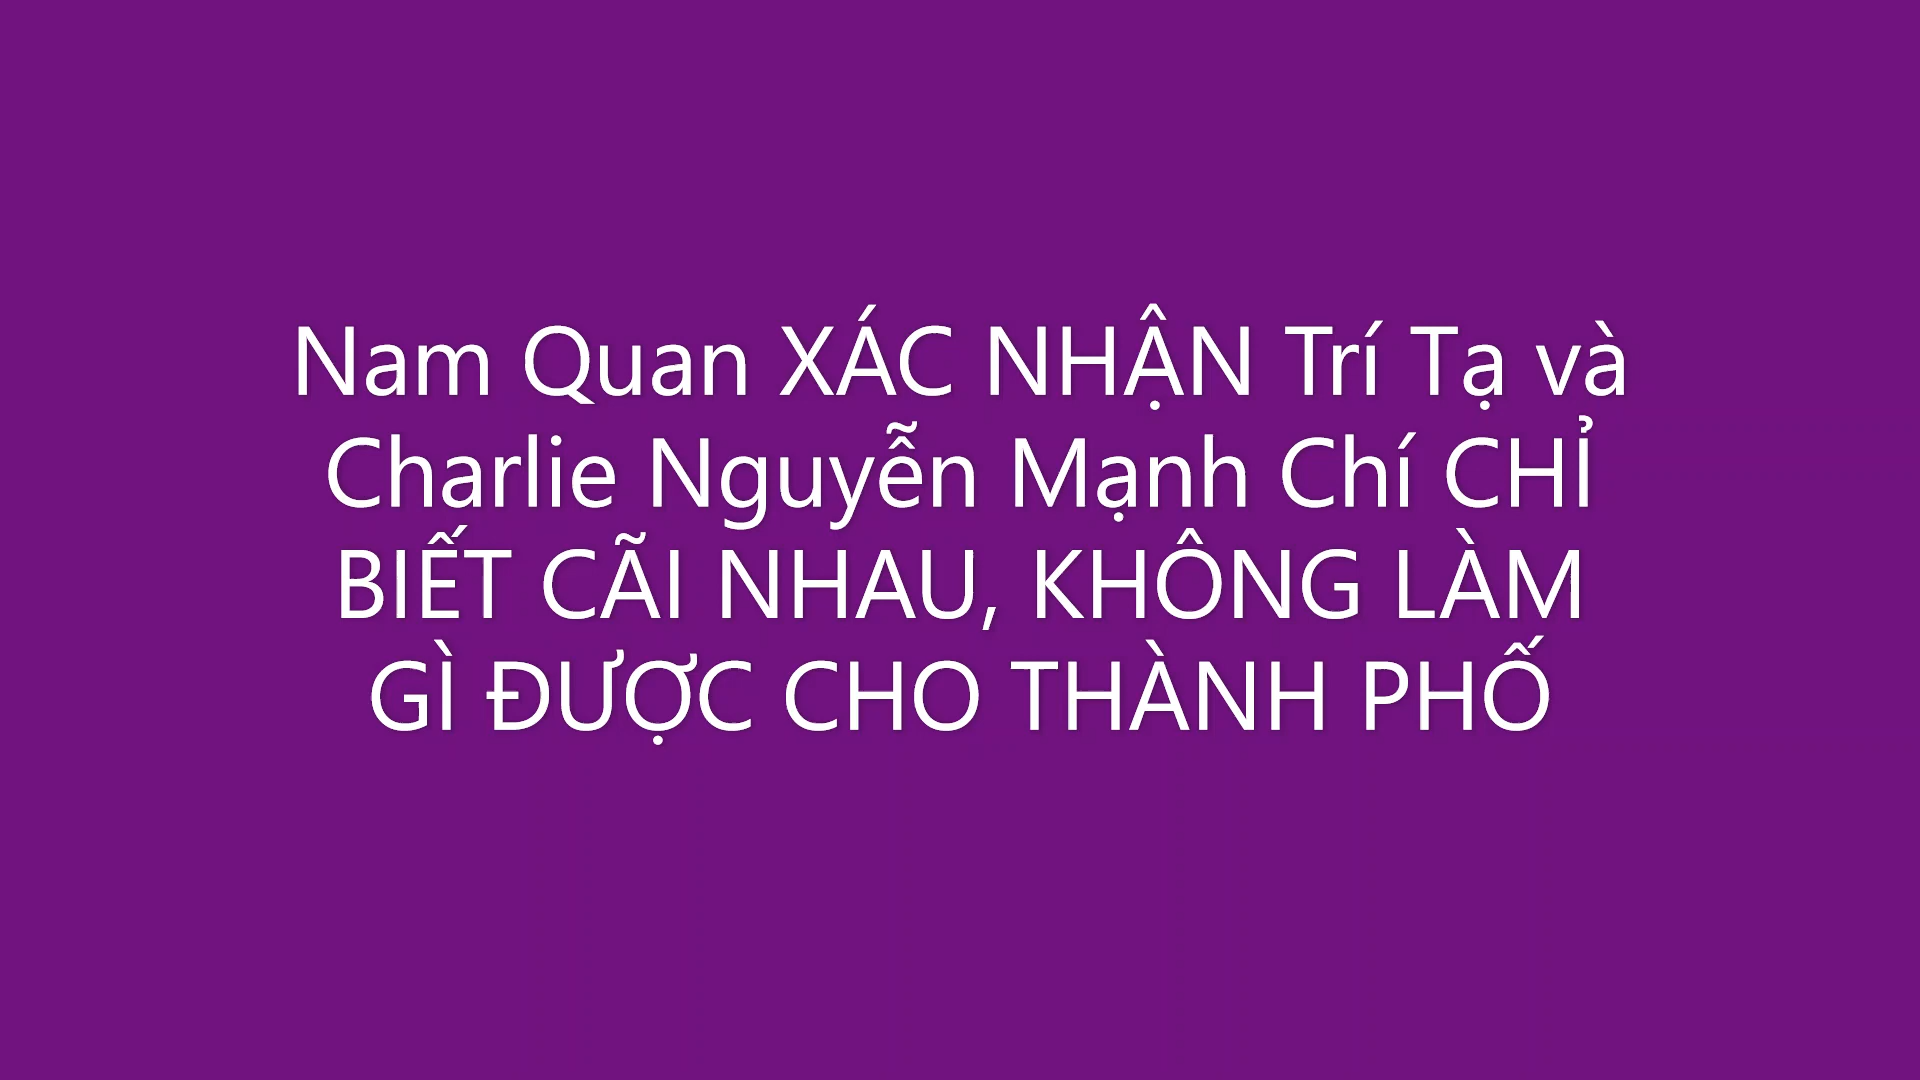 Nam Quan XÁC NHẬN Trí Tạ và
Charlie Nguyễn Mạnh Chí CHỈ
BIẾT CÃI NHAU, KHÔNG LÀM
GÌ ĐƯỢC CHO THÀNH PHỐ